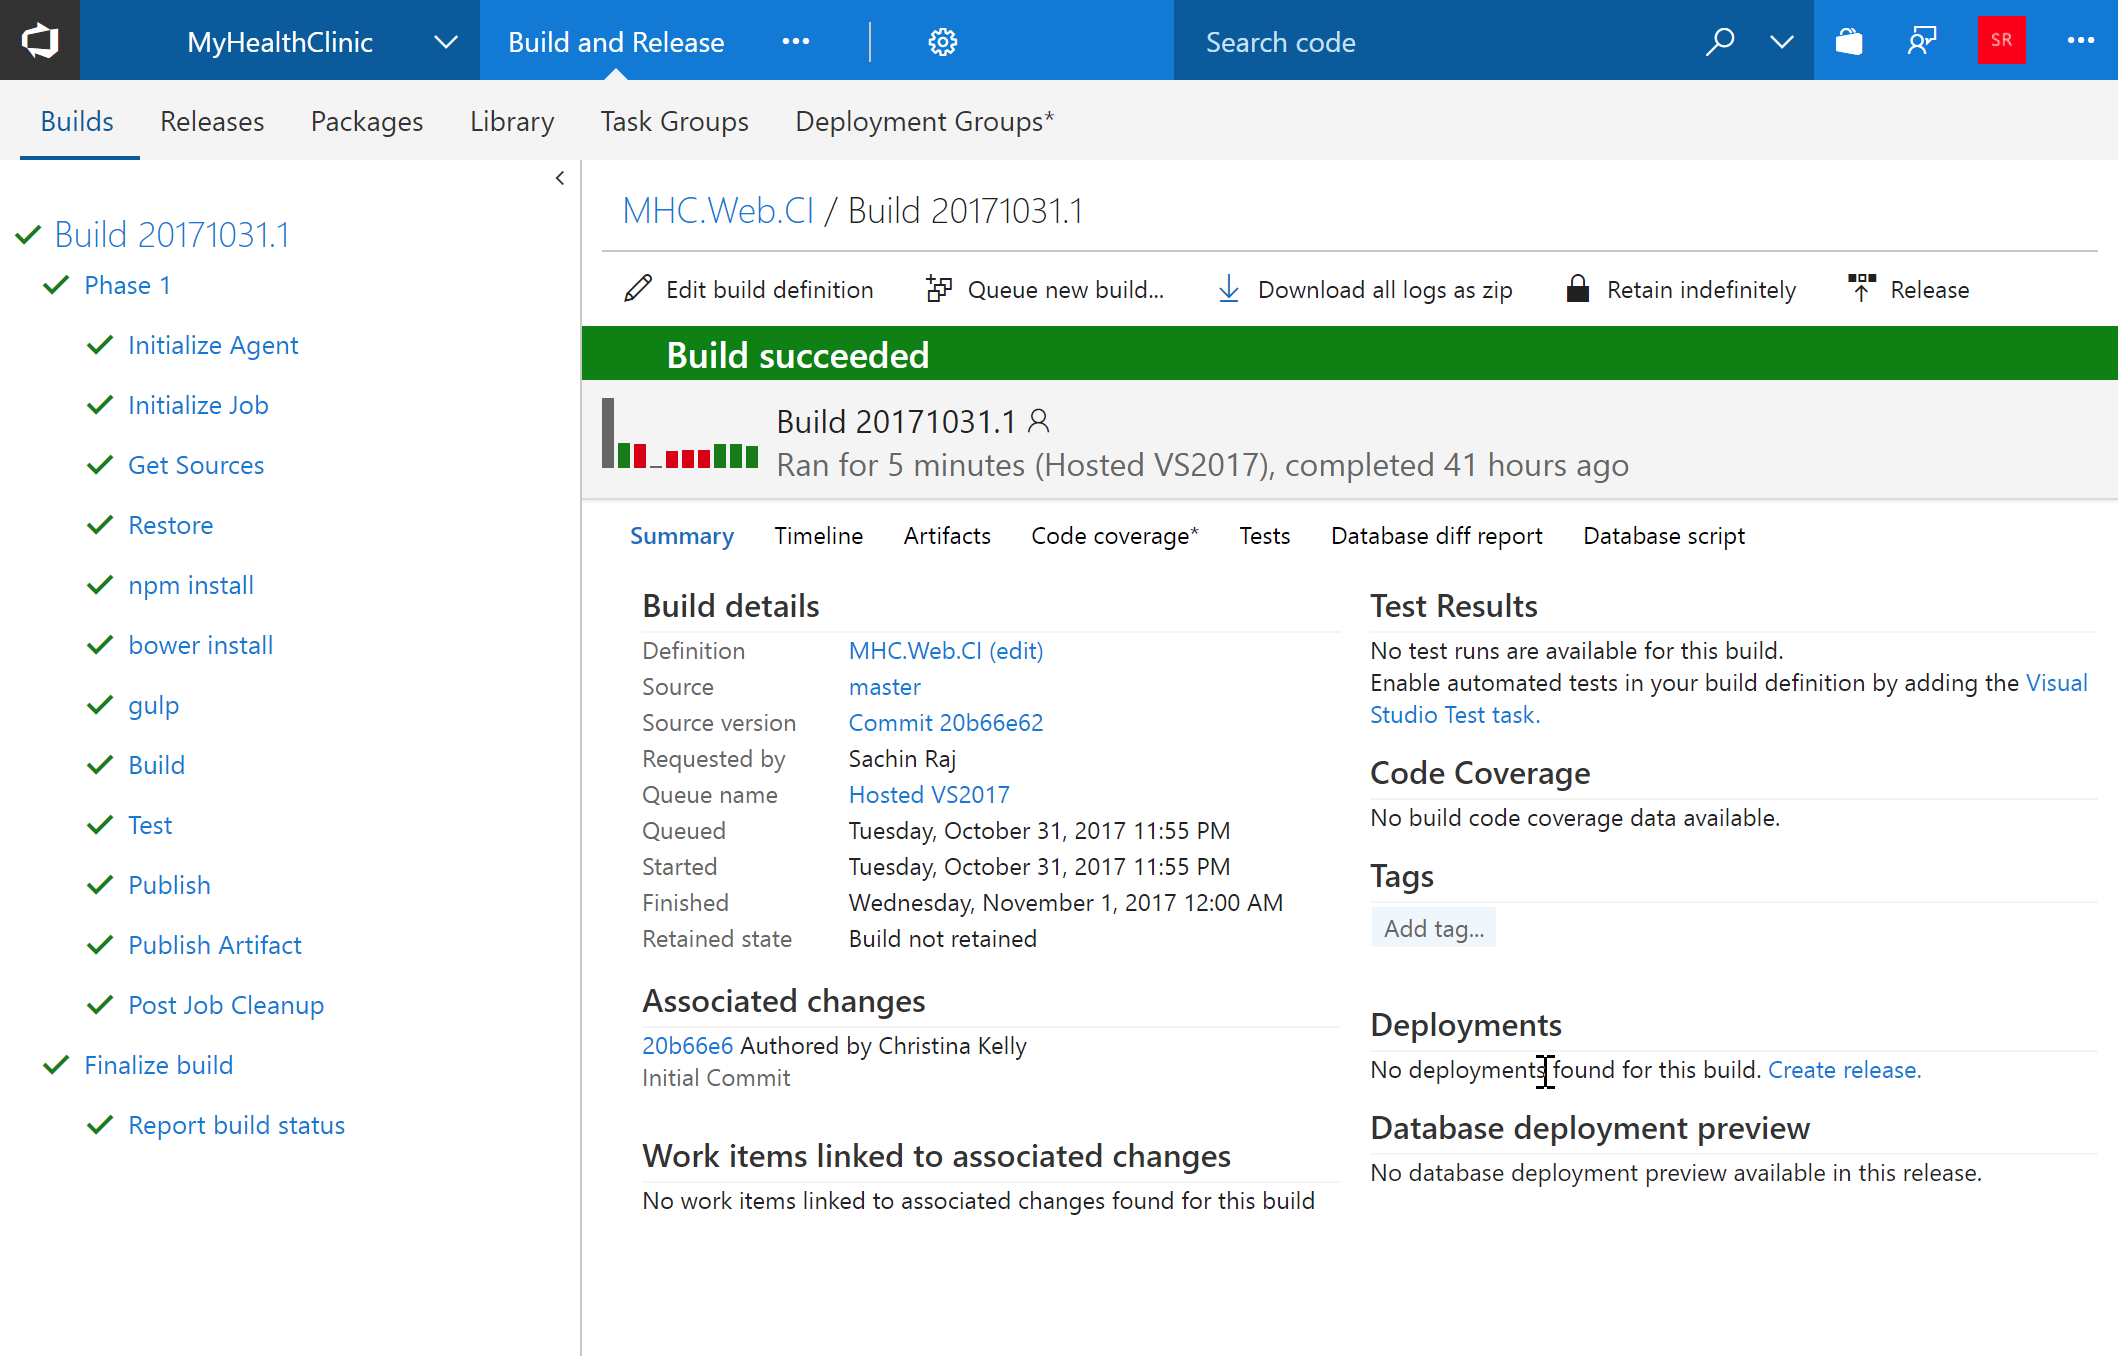 MyHealthClinic
Build and Release
Search code
SR
Builds
Releases
Packages
Library
Task Groups
Deployment Groups*
Build 20171031.1
Phase 1
Initialize Agent
Initialize Job
Get Sources
Restore
npm install
bower install
gulp
Build
Test
Publish
Publish Artifact
Post Job Cleanup
Finalize build
Report build status
MHC.Web.CI / Build 20171031.1
Edit build definition
Queue new build...
Download all logs as zip
Retain indefinitely
Release
Build succeeded
Build 20171031.1
Ran for 5 minutes (Hosted VS2017), completed 41 hours ago
Summary
Timeline
Artifacts
Code coverage*
Tests
Database diff report
Database script
Build details
Definition MHC.Web.CI (edit)
Source master
Source version Commit 20b66e62
Requested by Sachin Raj
Queue name Hosted VS2017
Queued Tuesday, October 31, 2017 11:55 PM
Started Tuesday, October 31, 2017 11:55 PM
Finished Wednesday, November 1, 2017 12:00 AM
Retained state Build not retained
Associated changes
20b66e6 Authored by Christina Kelly
Initial Commit
Work items linked to associated changes
No work items linked to associated changes found for this build
Test Results
No test runs are available for this build.
Enable automated tests in your build definition by adding the Visual
Studio Test task.
Code Coverage
No build code coverage data available.
Tags
Add tag...
Deployments
No deployments found for this build. Create release.
Database deployment preview
No database deployment preview available in this release.